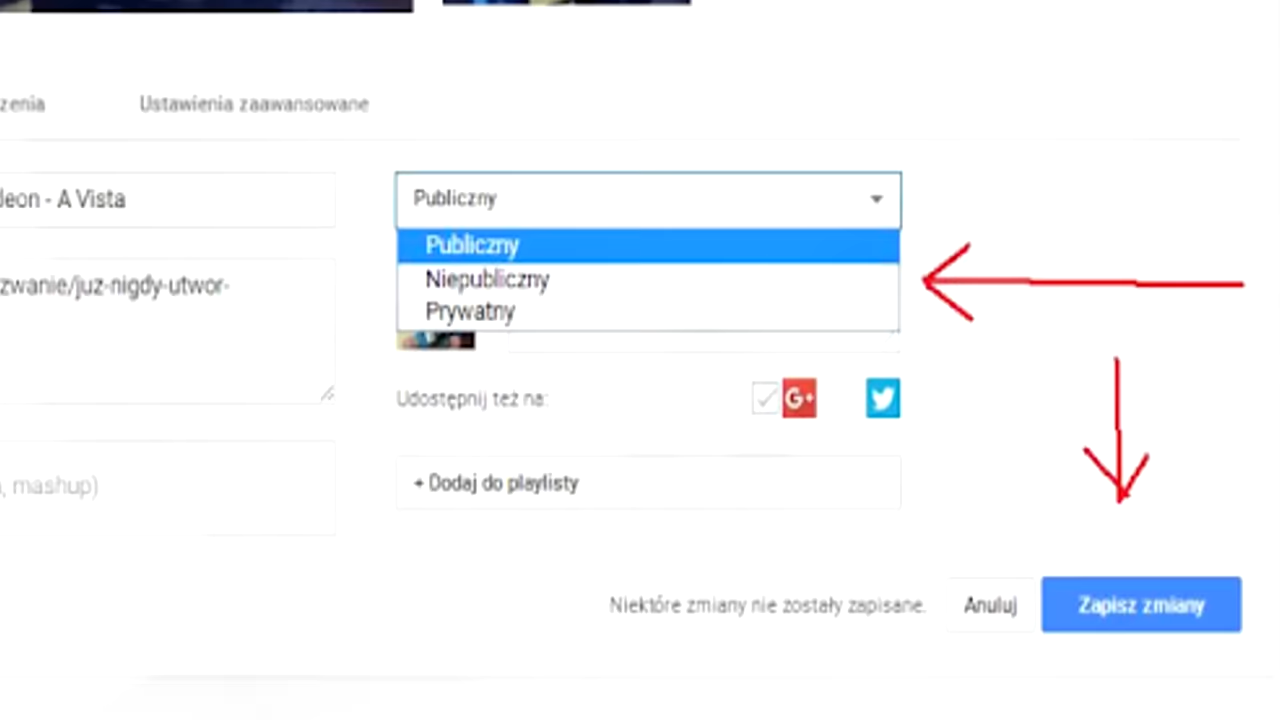 zenia
Ustawienia zaawansowane
leon - A Vista
Publiczny
Publiczny
Niepubliczny
Prywatny
zwanie/juz-nigdy-utwor-
Udostępnij też na:
G+
+ Dodaj do playlisty
, mashup)
Niektóre zmiany nie zostały zapisane.
Anuluj
Zapisz zmiany